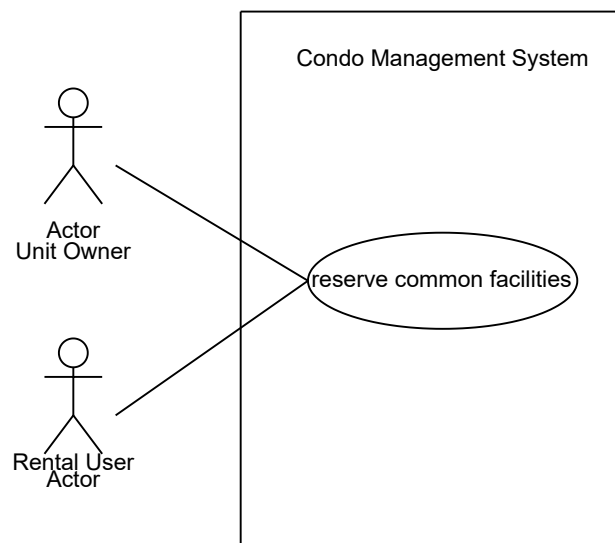 Condo Management System
Actor
Unit Owner
reserve common facilities
Rental User
Actor